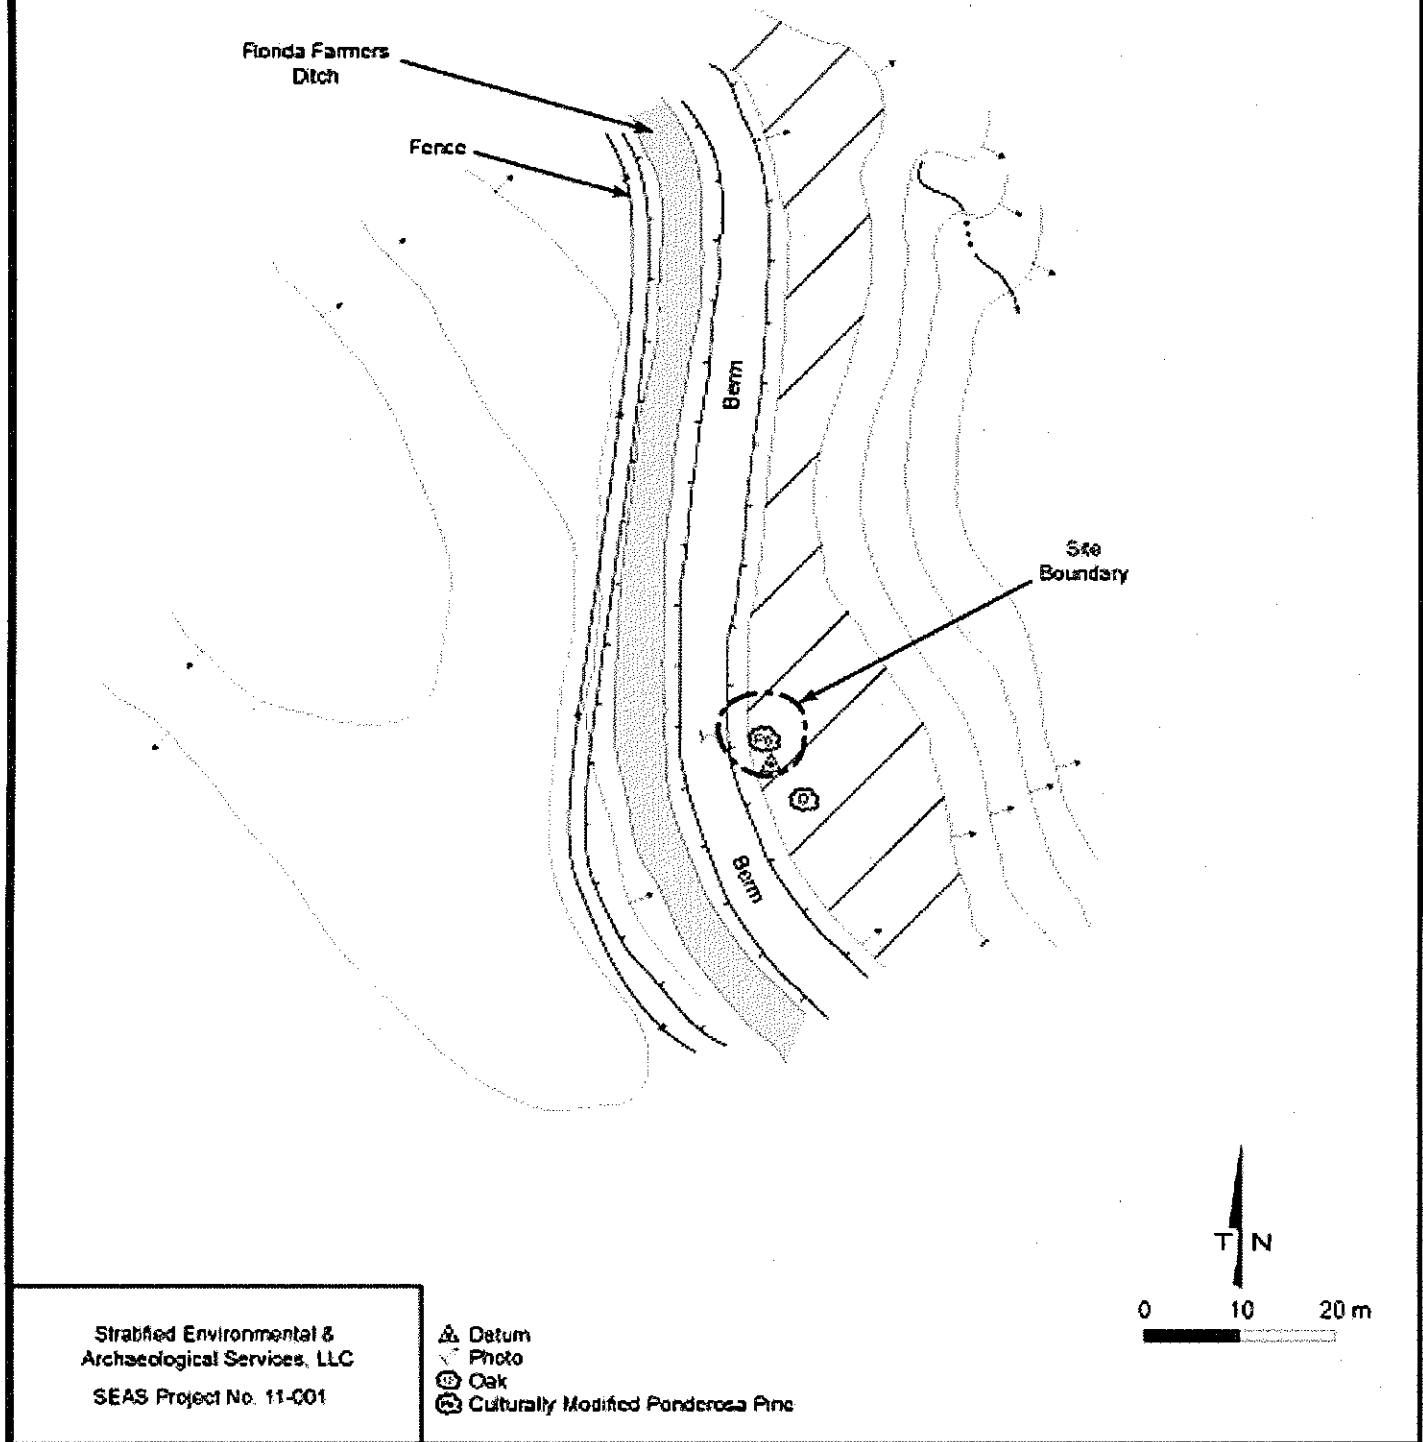 Florida Farmers
Ditch
Fence
Berm
Site
Boundary
Berm
T N
0 10 20 m
Stratified Environmental &
Archaeological Services, LLC
SEAS Project No. 11-001
Datum
Photo
Oak
Culturally Modified Ponderosa Pine